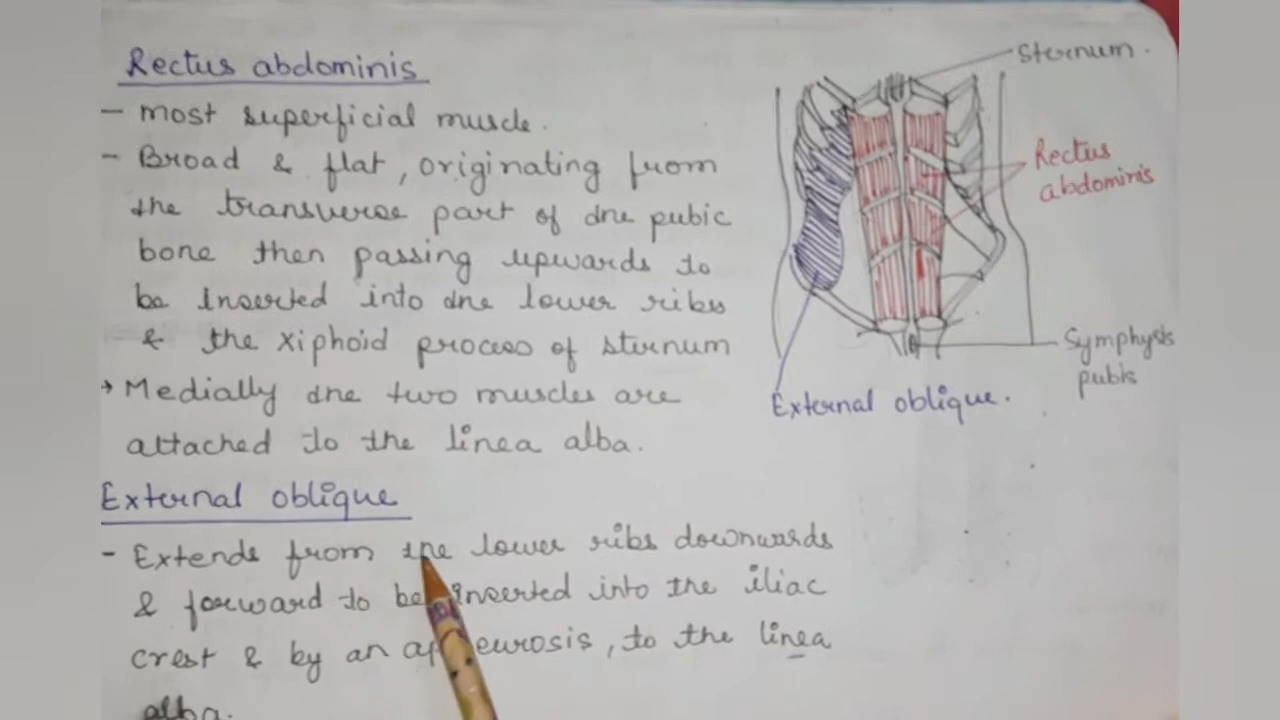 Rectus abdominis
- most superficial muscle.
- Broad & flat, originating from
the transverse part of the pubic
bone then passing upwards to
be inserted into the lower ribs
& the xiphoid process of sternum
→ Medially the two muscles are
attached to the linea alba.
External oblique
- Extends from the lower ribs downwards
& forward to be inserted into the iliac
crest & by an ap eurosis, to the linea
alba.
Sternum.
Rectus
abdominis
Symphysis
pubis
External oblique.